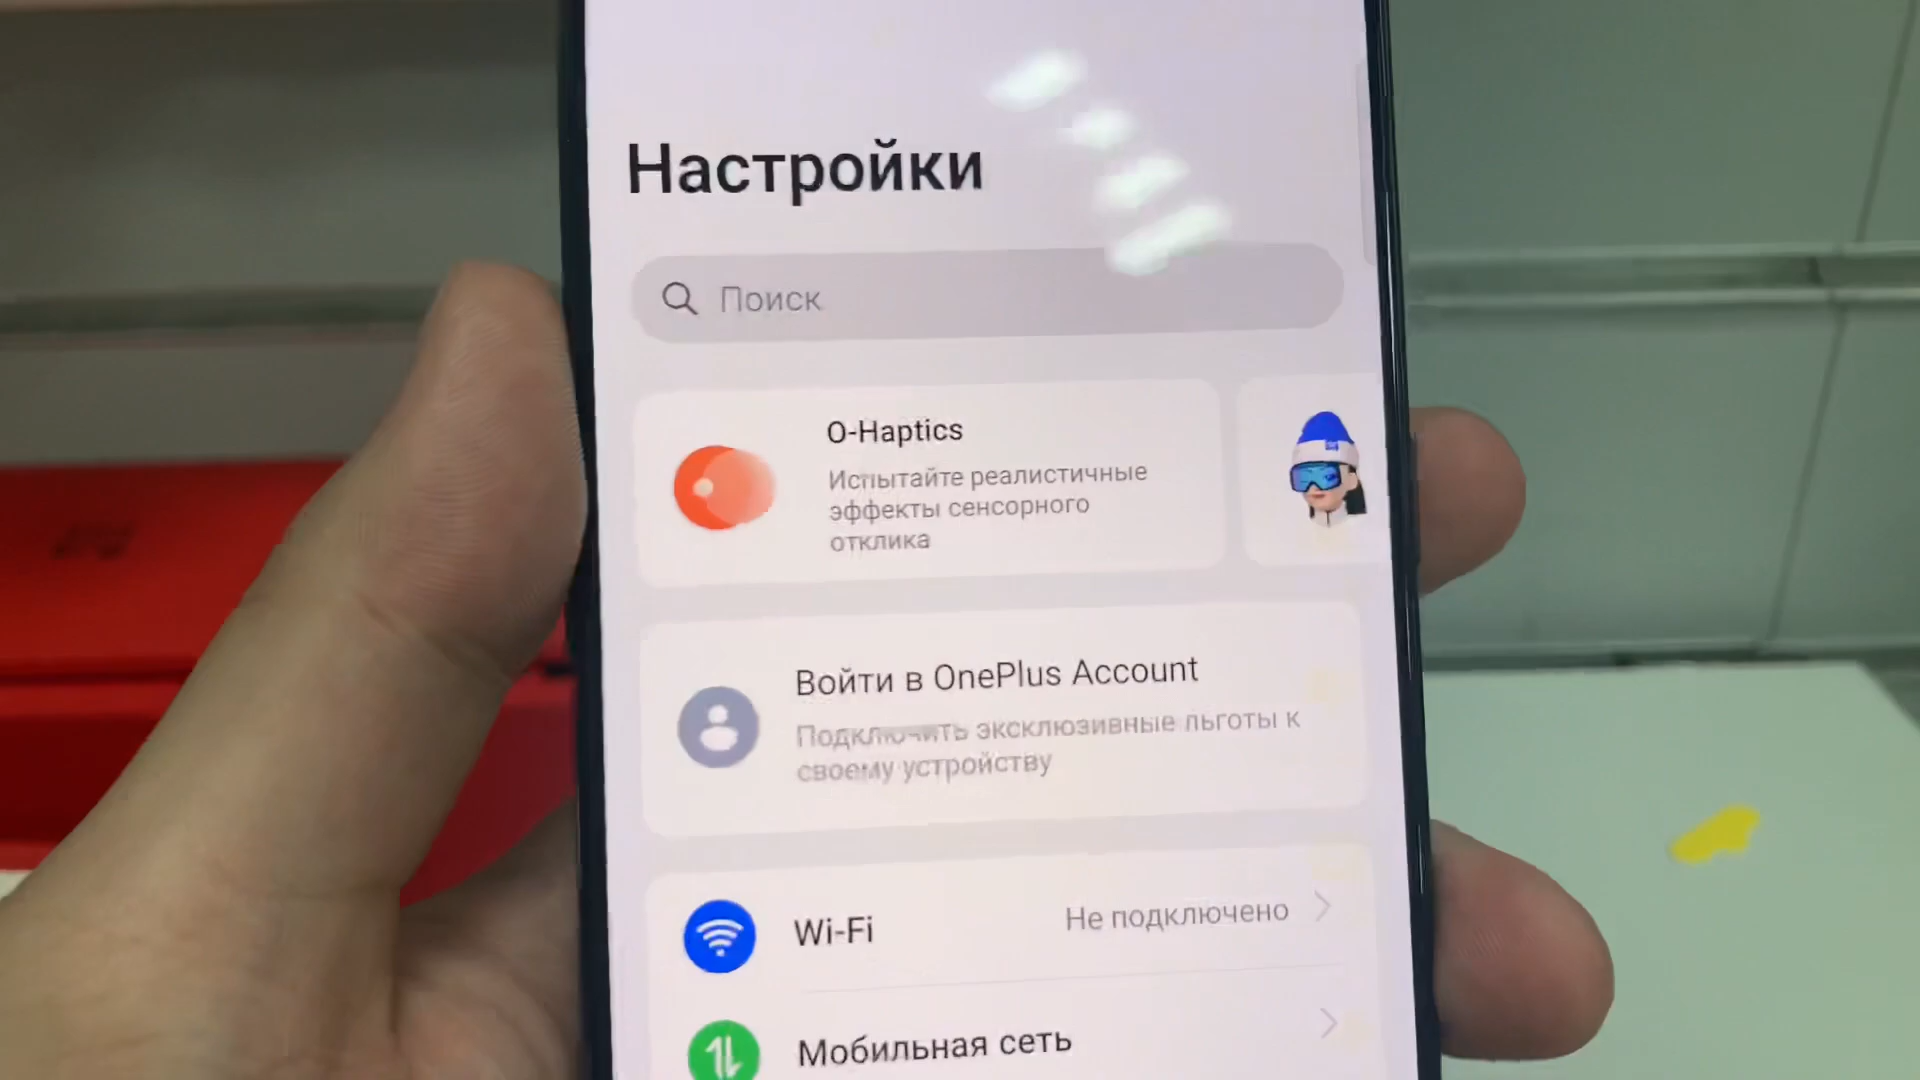 Настройки
Поиск
O-Haptics
Испытайте реалистичные
эффекты сенсорного
отклика
Войти в OnePlus Account
Подключить эксклюзивные льготы к
своему устройству
Wi-Fi
Не подключено
Мобильная сеть